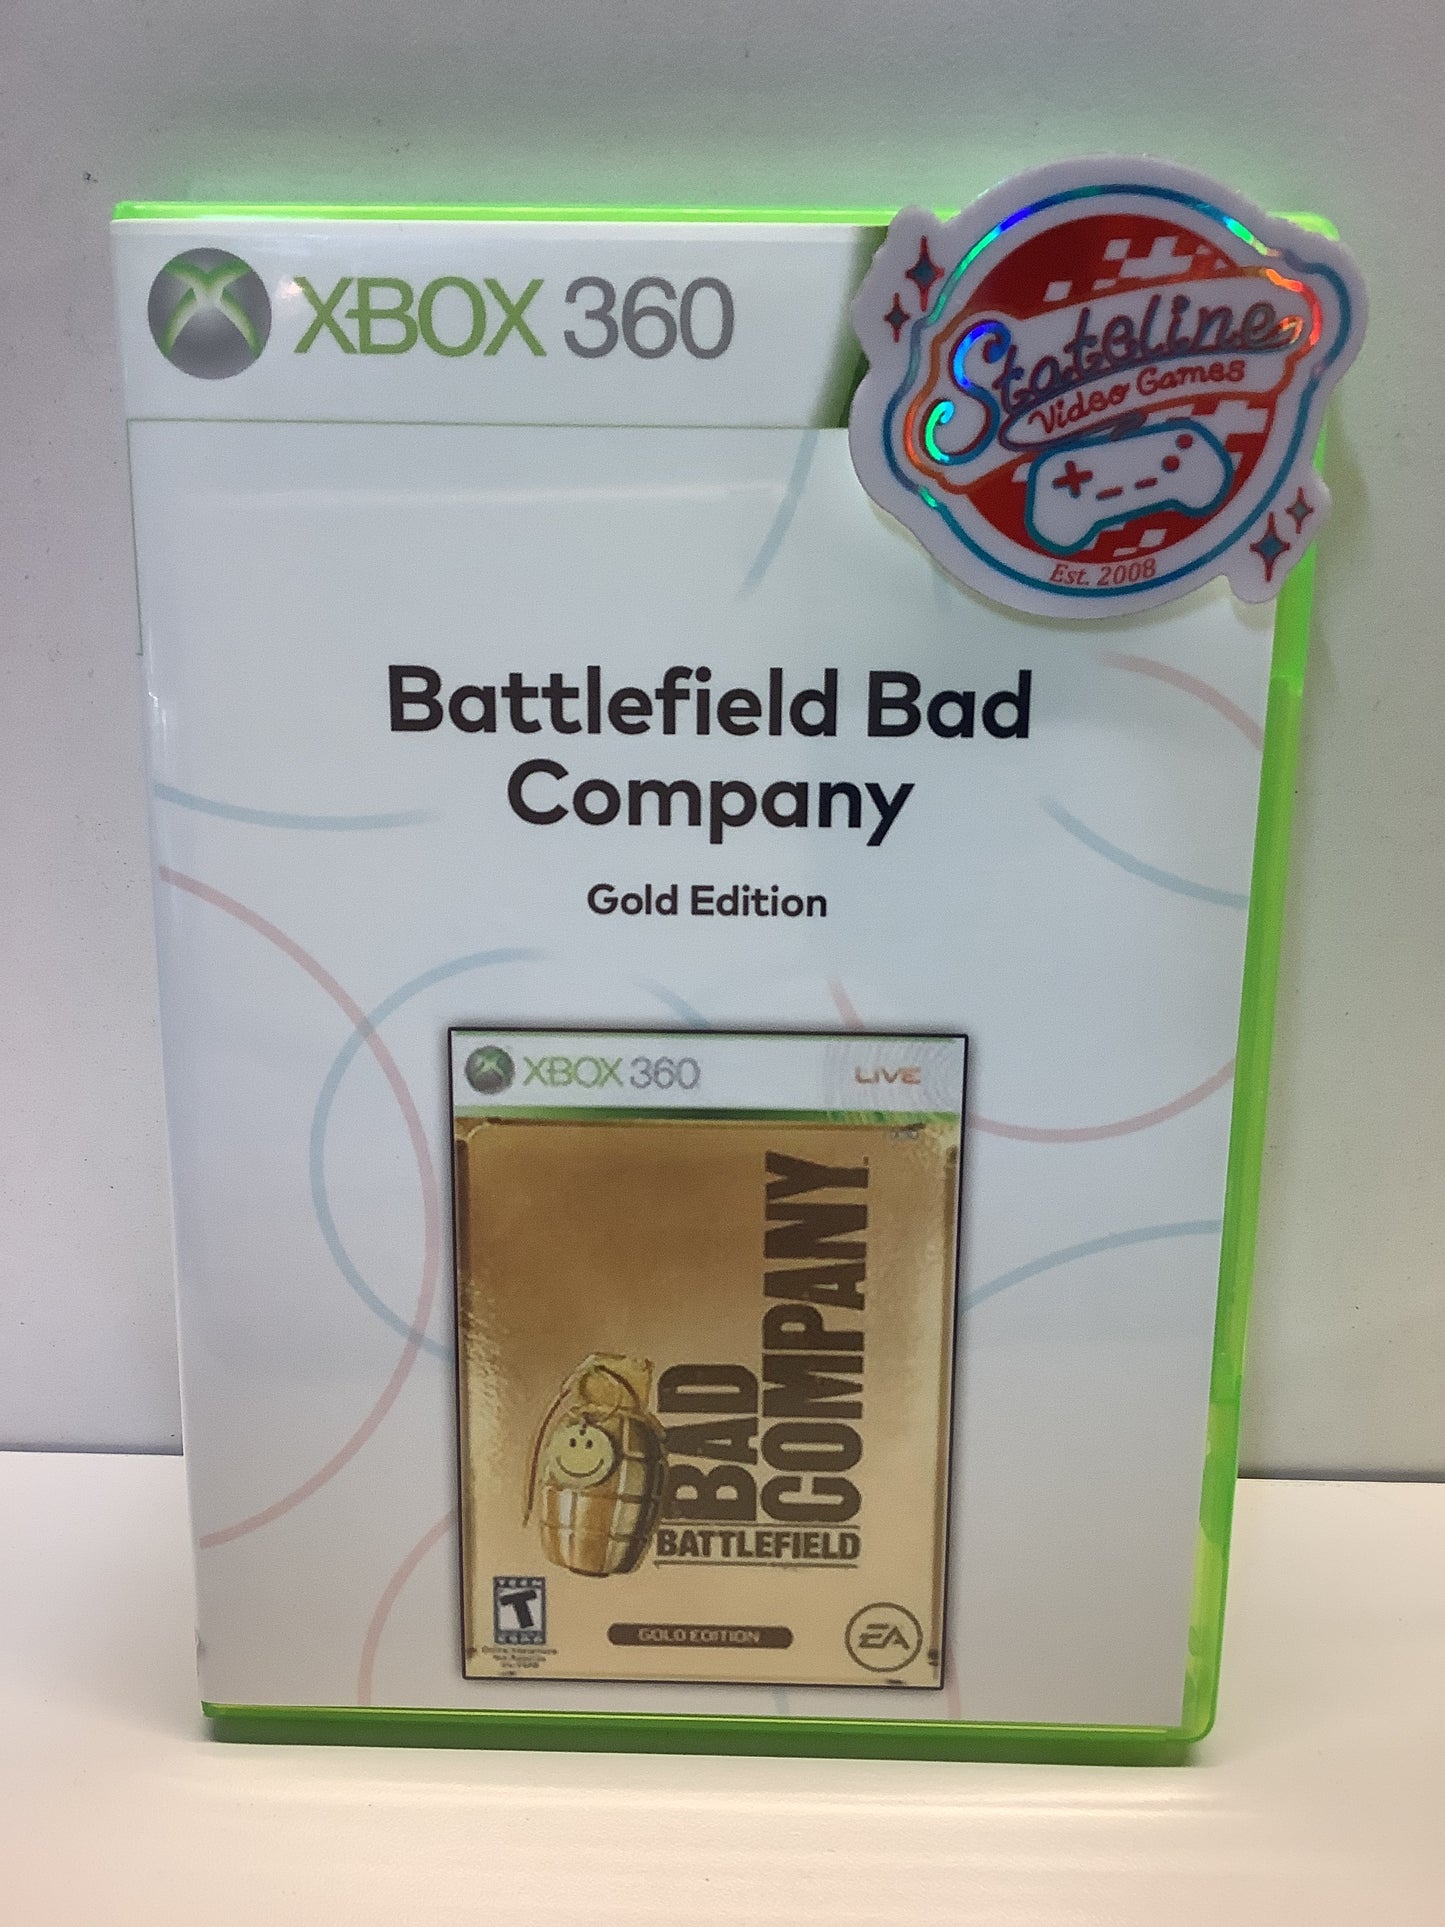 XBOX 360
Stateline
Video Games
Est. 2008
Battlefield Bad
Company
Gold Edition
XBOX 360
LIVE
BAD
COMPANY
BATTLEFIELD
TEEN
T
GOLD EDITION
EA